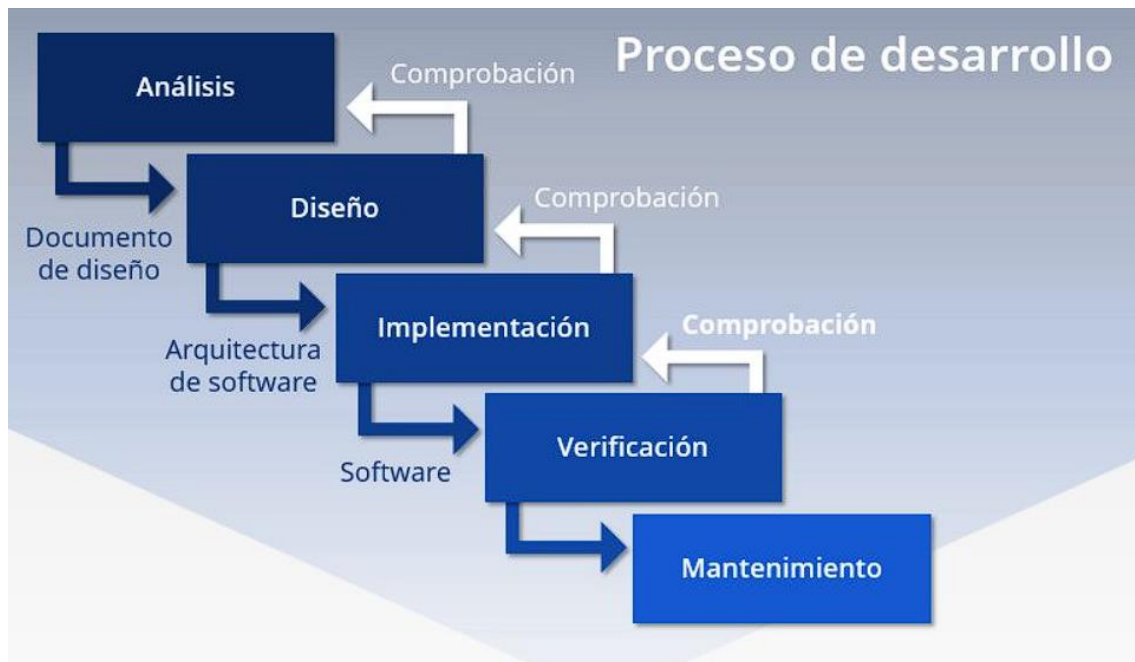 Proceso de desarrollo
Análisis
Comprobación
Documento
de diseño
Diseño
Comprobación
Arquitectura
de software
Implementación
Comprobación
Software
Verificación
Mantenimiento